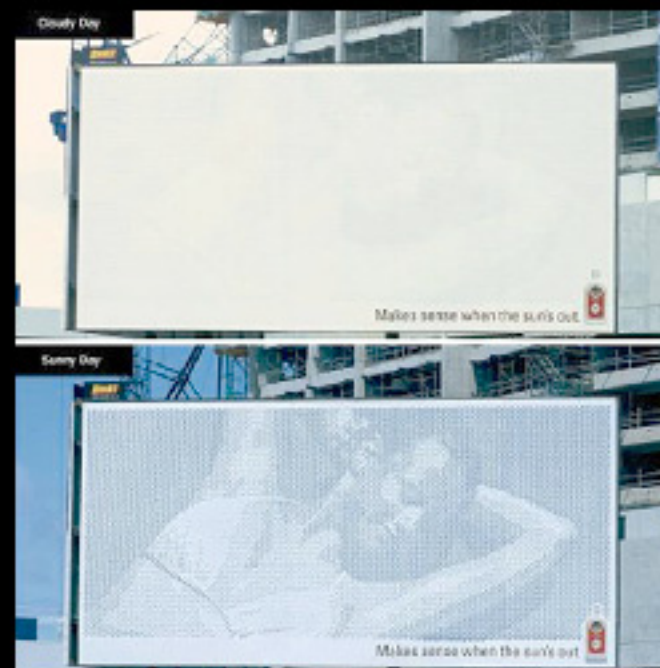 Cloudy Day
Makes sense when the sun's out.
Sunny Day
Makes sense when the sun's out